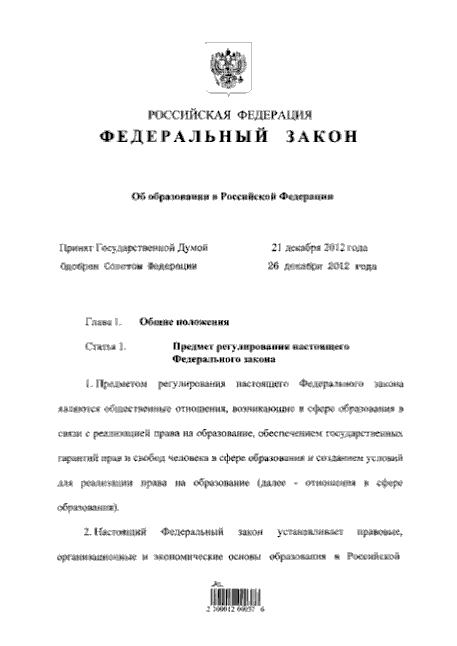 РОССИЙСКАЯ ФЕДЕРАЦИЯ
ФЕДЕРАЛЬНЫЙ ЗАКОН
Об образовании в Российской Федерации
Принят Государственной Думой 21 декабря 2012 года
Одобрен Советом Федерации 26 декабря 2012 года
Глава 1. Общие положения
Статья 1. Предмет регулирования настоящего
Федерального закона
1. Предметом регулирования настоящего Федерального закона
являются общественные отношения, возникающие в сфере образования в
связи с реализацией права на образование, обеспечением государственных
гарантий прав и свобод человека в сфере образования и созданием условий
для реализации права на образование (далее - отношения в сфере
образования).
2. Настоящий Федеральный закон устанавливает правовые,
организационные и экономические основы образования в Российской